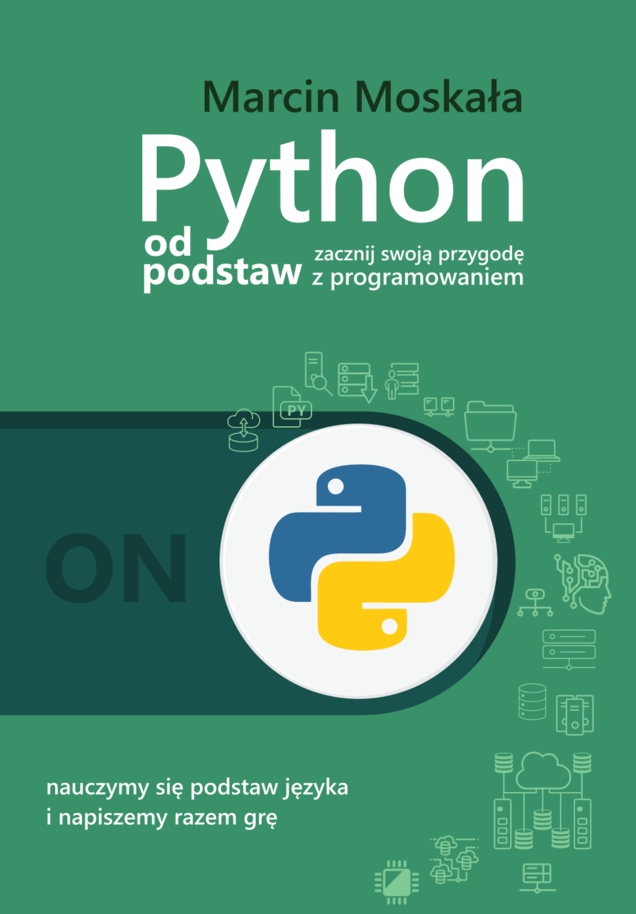 Marcin Moskała
Python
od
podstaw
zacznij swoją przygodę
z programowaniem
PY
ON
nauczymy się podstaw języka
i napiszemy razem grę